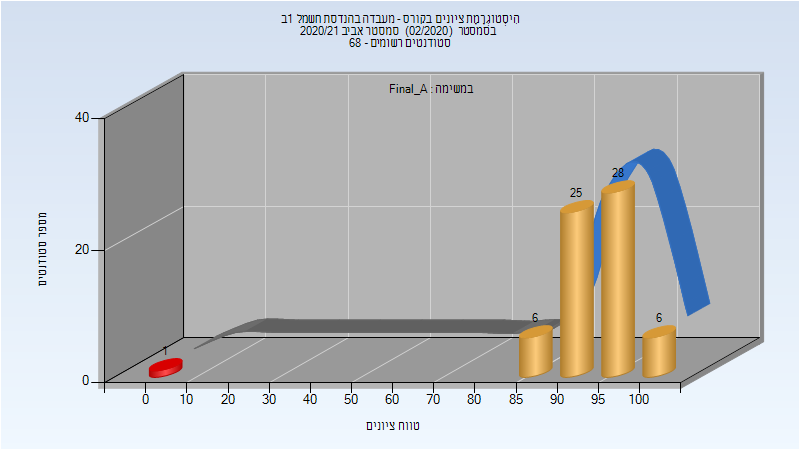 היסטוגרמת ציונים בקורס - מעבדה בהנדסת חשמל 1ב
בסמסטר (02/2020) סמסטר אביב 2020/21
סטודנטים רשומים - 68
במשימה : Final_A
מספר סטודנטים
40
20
0
1
6
25
28
6
0 10 20 30 40 50 60 70 80 85 90 95 100
טווח ציונים